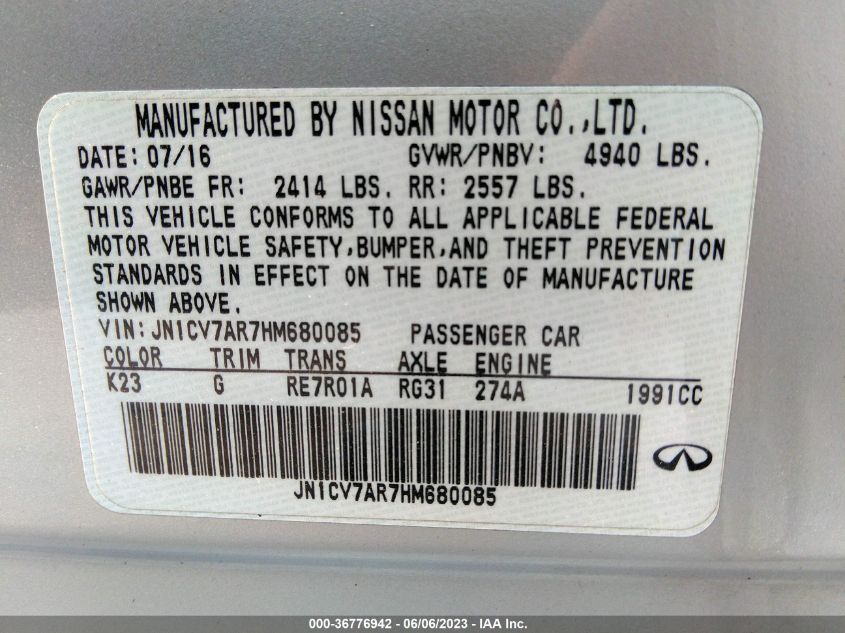 MANUFACTURED BY NISSAN MOTOR CO.,LTD.
DATE: 07/16 GVWR/PNBV: 4940 LBS.
GAWR/PNBE FR: 2414 LBS. RR: 2557 LBS.
THIS VEHICLE CONFORMS TO ALL APPLICABLE FEDERAL
MOTOR VEHICLE SAFETY,BUMPER,AND THEFT PREVENTION
STANDARDS IN EFFECT ON THE DATE OF MANUFACTURE
SHOWN ABOVE.
VIN: JN1CV7AR7HM680085 PASSENGER CAR
COLOR TRIM TRANS AXLE ENGINE
K23 G RE7R01A RG31 274A 1991CC
JN1CV7AR7HM680085
000-36776942 - 06/06/2023 - IAA Inc.